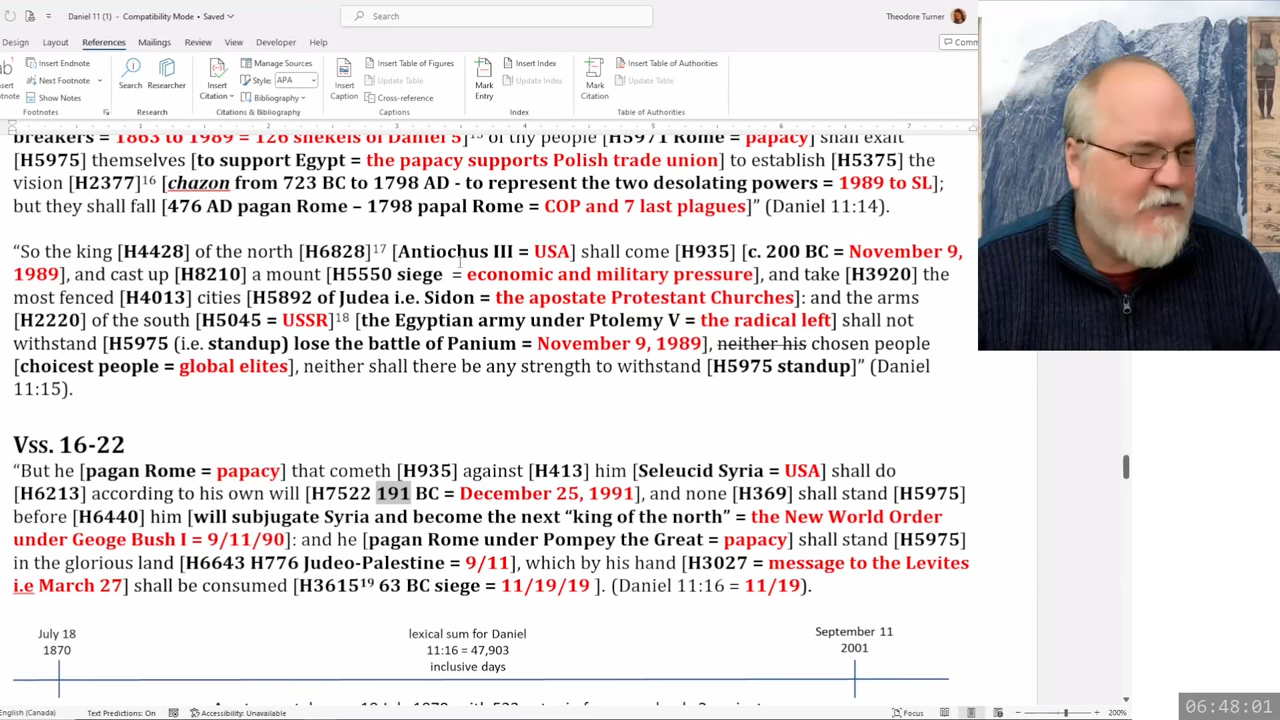 Daniel 11 (1) - Compatibility Mode • Saved
Search
Theodore Turner
Design Layout References Mailings Review View Developer Help
Insert Endnote
Next Footnote
Show Notes
Footnotes
Search
Researcher
Research
Insert Citation
Manage Sources
Style: APA
Bibliography
Citations & Bibliography
Insert Caption
Insert Table of Figures
Update Table
Cross-reference
Captions
Mark Entry
Insert Index
Update Index
Index
Mark Citation
Insert Table of Authorities
Update Table
Table of Authorities
breakers = 1863 to 1989 = 126 shekels of Daniel 5]15 of thy people [H5971 Rome = papacy] shall exalt
[H5975] themselves [to support Egypt = the papacy supports Polish trade union] to establish [H5375] the
vision [H2377]16 [chazon from 723 BC to 1798 AD - to represent the two desolating powers = 1989 to SL];
but they shall fall [476 AD pagan Rome – 1798 papal Rome = COP and 7 last plagues]” (Daniel 11:14).
“So the king [H4428] of the north [H6828]17 [Antiochus III = USA] shall come [H935] [c. 200 BC = November 9,
1989], and cast up [H8210] a mount [H5550 siege = economic and military pressure], and take [H3920] the
most fenced [H4013] cities [H5892 of Judea i.e. Sidon = the apostate Protestant Churches]: and the arms
[H2220] of the south [H5045 = USSR]18 [the Egyptian army under Ptolemy V = the radical left] shall not
withstand [H5975 (i.e. standup) lose the battle of Panium = November 9, 1989], neither his chosen people
[choicest people = global elites], neither shall there be any strength to withstand [H5975 standup]” (Daniel
11:15).
Vss. 16-22
“But he [pagan Rome = papacy] that cometh [H935] against [H413] him [Seleucid Syria = USA] shall do
[H6213] according to his own will [H7522 191 BC = December 25, 1991], and none [H369] shall stand [H5975]
before [H6440] him [will subjugate Syria and become the next “king of the north” = the New World Order
under Geoge Bush I = 9/11/90]: and he [pagan Rome under Pompey the Great = papacy] shall stand [H5975]
in the glorious land [H6643 H776 Judeo-Palestine = 9/11], which by his hand [H3027 = message to the Levites
i.e March 27] shall be consumed [H361519 63 BC siege = 11/19/19 ]. (Daniel 11:16 = 11/19).
July 18
1870
lexical sum for Daniel
11:16 = 47,903
inclusive days
September 11
2001
English (Canada) Text Predictions: On Accessibility: Unavailable Focus 200%
06:48:01